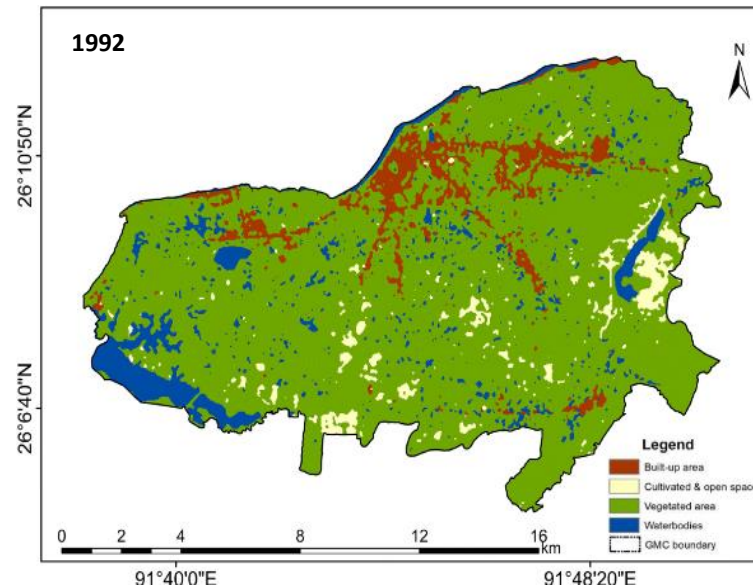 1992
N
26°10'50"N
26°6'40"N
Legend
Built-up area
Cultivated & open space
Vegetated area
Waterbodies
GMC boundary
0 2 4 8 12 16
km
91°40'0"E 91°48'20"E